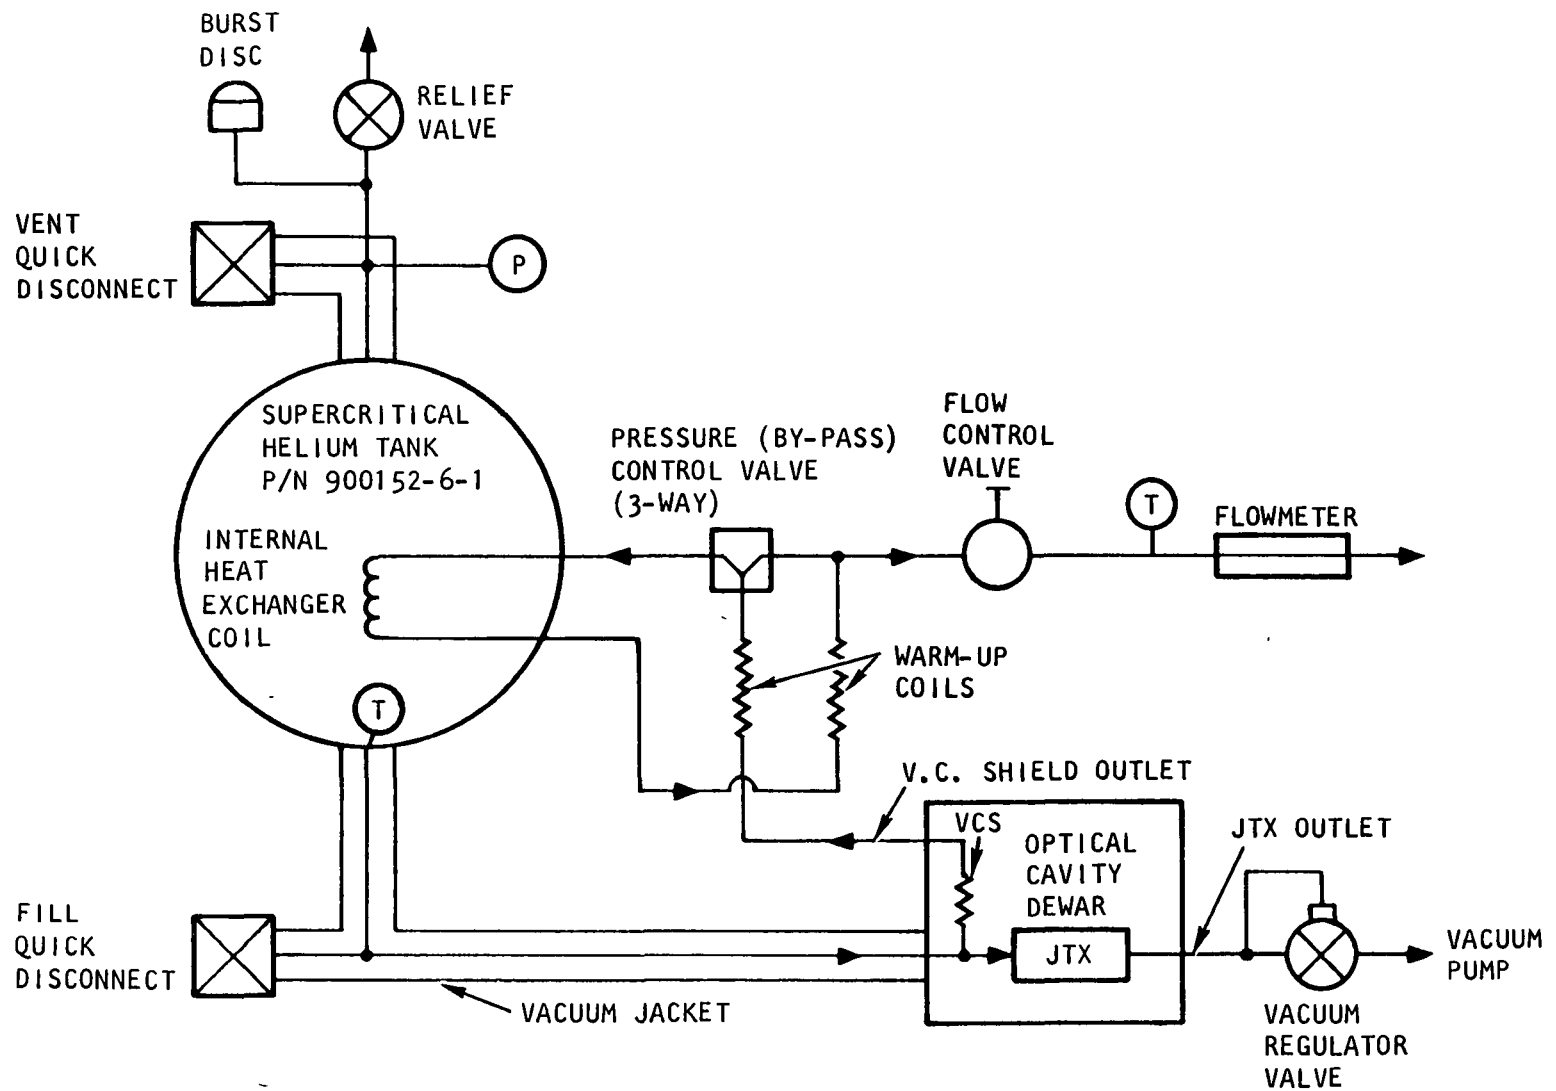 BURST
DISC
RELIEF
VALVE
VENT
QUICK
DISCONNECT
P
SUPERCRITICAL
HELIUM TANK
P/N 900152-6-1
INTERNAL
HEAT
EXCHANGER
COIL
T
PRESSURE (BY-PASS)
CONTROL VALVE
(3-WAY)
FLOW
CONTROL
VALVE
T
FLOWMETER
WARM-UP
COILS
V.C. SHIELD OUTLET
VCS
OPTICAL
CAVITY
DEWAR
JTX
JTX OUTLET
FILL
QUICK
DISCONNECT
VACUUM JACKET
VACUUM
PUMP
VACUUM
REGULATOR
VALVE